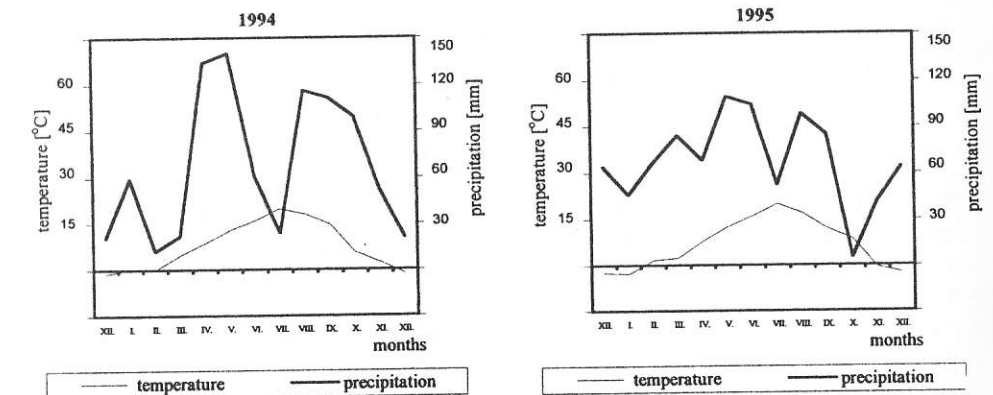 1994
temperature [°C]
60
45
30
15
150
120
90
60
30
precipitation [mm]
XII. I. II. III. IV. V. VI. VII. VIII. IX. X. XI. XII.
months
temperature precipitation
1995
temperature [°C]
60
45
30
15
150
120
90
60
30
precipitation [mm]
XII. I. II. III. IV. V. VI. VII. VIII. IX. X. XI. XII.
months
temperature precipitation